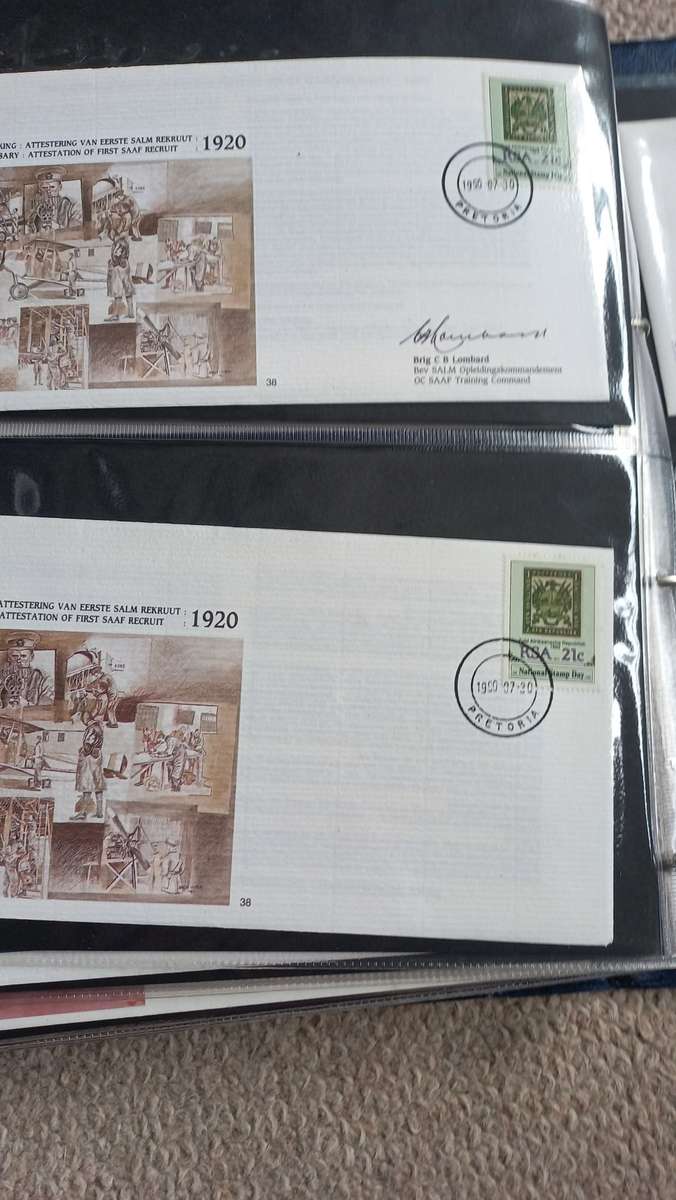 KING : ATTESTERING VAN EERSTE SALM REKRUUT : 1920
SARY : ATTESTATION OF FIRST SAAF RECRUIT :
RSA 21c
National Stamp Day
1990 -07- 30
PRETORIA
Brig C B Lombard
Bev SALM Opleidingskommandement
OC SAAF Training Command
38
ATTESTERING VAN EERSTE SALM REKRUUT : 1920
ATTESTATION OF FIRST SAAF RECRUIT :
RSA 21c
National Stamp Day
1990 -07- 30
PRETORIA
38